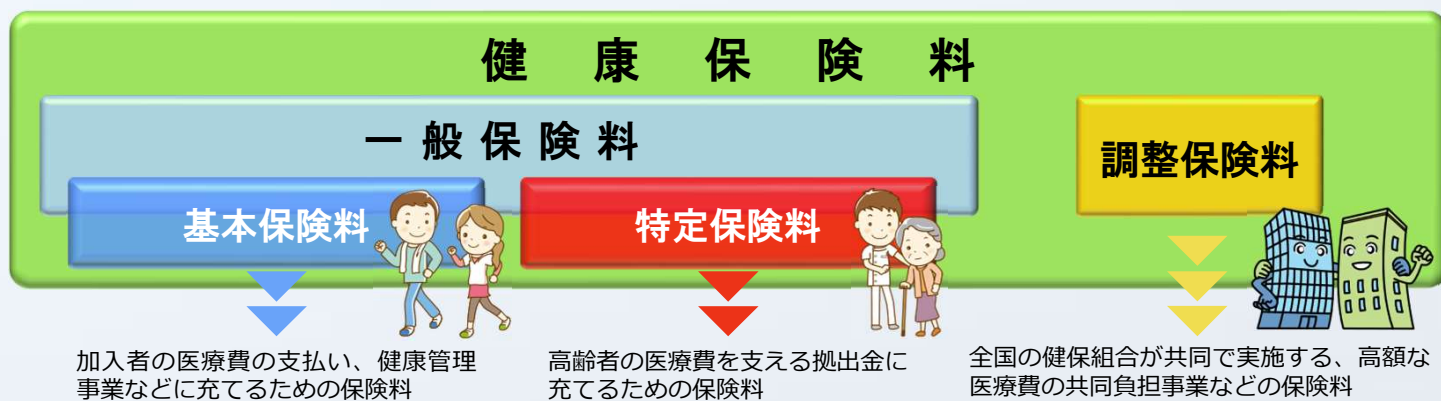 健康保険料
一般保険料
調整保険料
基本保険料
特定保険料
加入者の医療費の支払い、健康管理
事業などに充てるための保険料
高齢者の医療費を支える拠出金に
充てるための保険料
全国の健保組合が共同で実施する、高額な
医療費の共同負担事業などの保険料